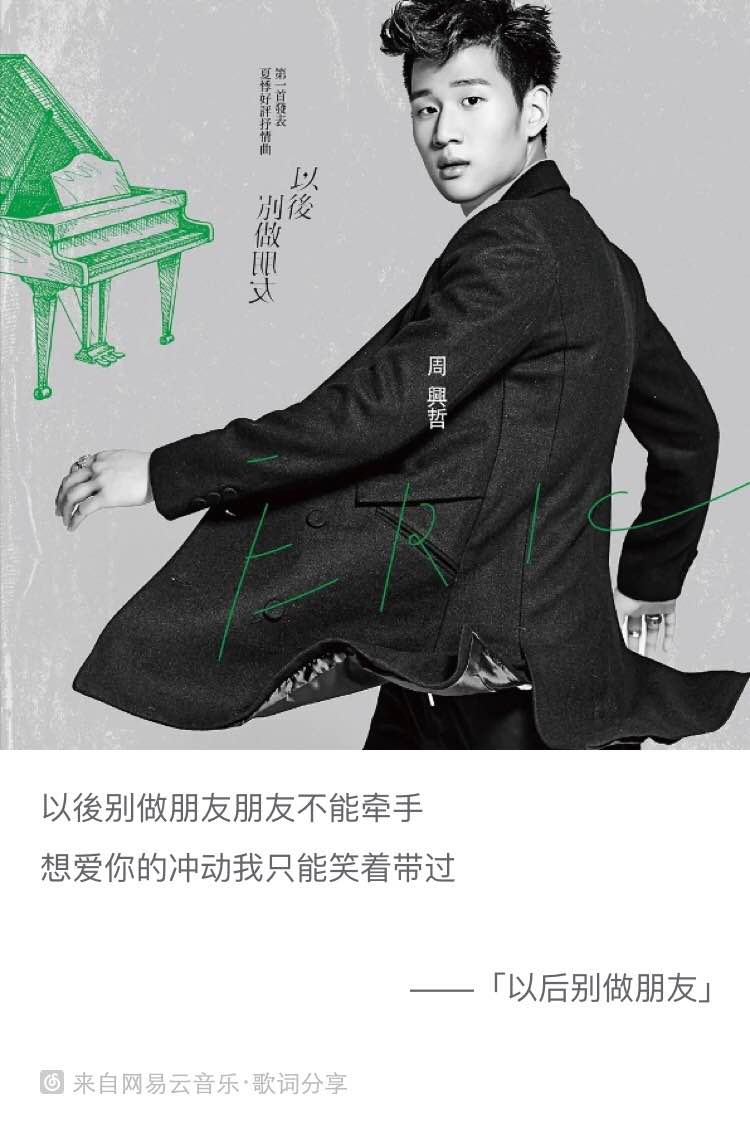 第一首發表
夏悸好評抒情曲
以後
別做朋友
周興哲
ERIC
以後别做朋友朋友不能牵手
想爱你的冲动我只能笑着带过
——「以后别做朋友」
来自网易云音乐·歌词分享